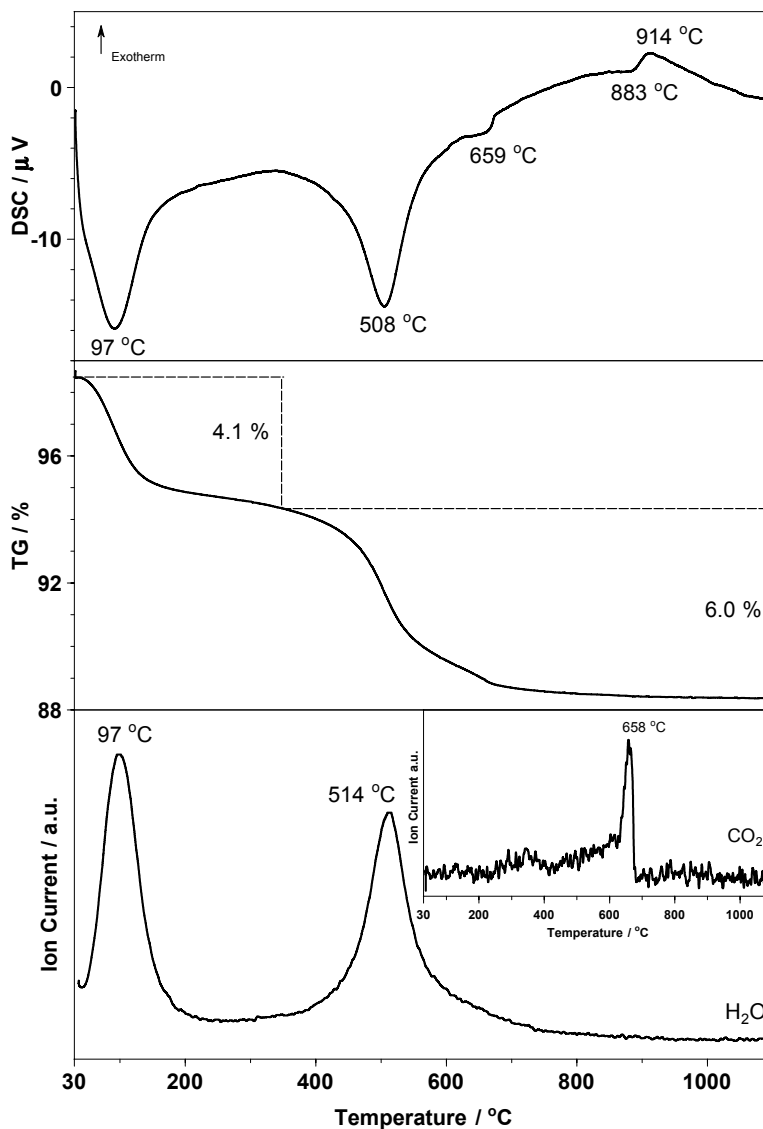 914 °C
Exotherm
0
883 °C
659 °C
DSC / μ V
-10
508 °C
97 °C
4.1 %
96
TG / %
92
6.0 %
88
97 °C
658 °C
514 °C
Ion Current a.u.
CO2
Ion Current / a.u.
30 200 400 600 800 1000
Temperature / °C
H2O
30 200 400 600 800 1000
Temperature / °C